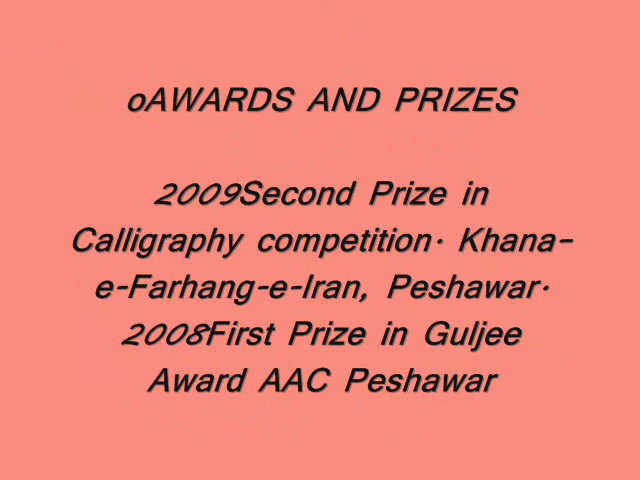 oAWARDS AND PRIZES
2009Second Prize in
Calligraphy competition. Khana-
e-Farhang-e-Iran, Peshawar.
2008First Prize in Guljee
Award AAC Peshawar